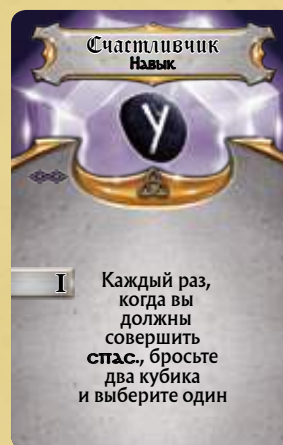 Счастливчик
Навык
I
Каждый раз,
когда вы
должны
совершить
спас., бросьте
два кубика
и выберите один